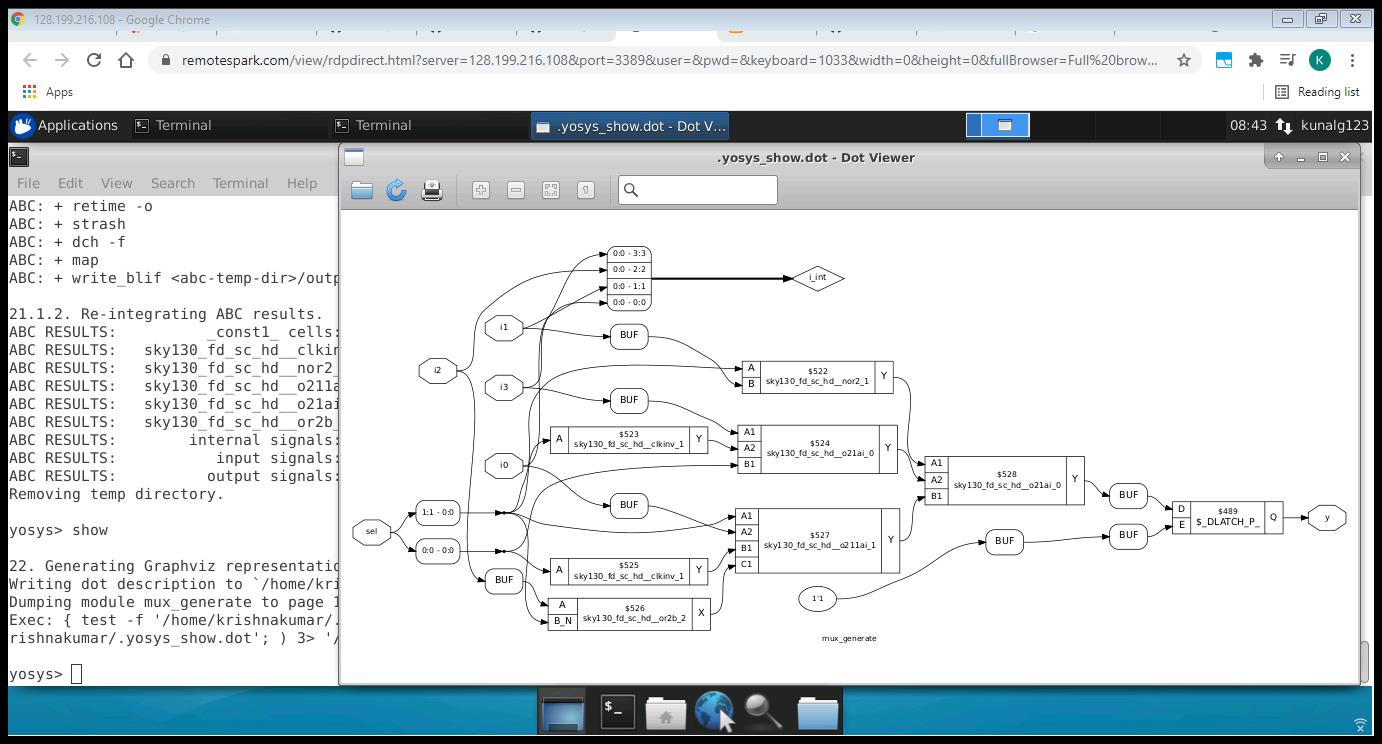 128.199.216.108 - Google Chrome
remotespark.com/view/rdpdirect.html?server=128.199.216.108&port=3389&user=&pwd=&keyboard=1033&width=0&height=0&fullBrowser=Full%20brow...
K
Apps
Reading list
Applications
Terminal
Terminal
.yosys_show.dot - Dot V...
08:43
kunalg123
.yosys_show.dot - Dot Viewer
File Edit View Search Terminal Help
ABC: + retime -o
ABC: + strash
ABC: + dch -f
ABC: + map
ABC: + write_blif <abc-temp-dir>/outp
21.1.2. Re-integrating ABC results.
ABC RESULTS: _const1_ cells:
ABC RESULTS: sky130_fd_sc_hd__clkin
ABC RESULTS: sky130_fd_sc_hd__nor2_
ABC RESULTS: sky130_fd_sc_hd__o211a
ABC RESULTS: sky130_fd_sc_hd__o21ai
ABC RESULTS: sky130_fd_sc_hd__or2b_
ABC RESULTS: internal signals:
ABC RESULTS: input signals:
ABC RESULTS: output signals:
Removing temp directory.
yosys> show
22. Generating Graphviz representatio
Writing dot description to `/home/kri
Dumping module mux_generate to page 1
Exec: { test -f '/home/krishnakumar/.
rishnakumar/.yosys_show.dot'; ) 3> '/
yosys>
0:0 - 3:3
0:0 - 2:2
0:0 - 1:1
0:0 - 0:0
i_int
i1
BUF
i2
i3
BUF
A
B
$522
sky130_fd_sc_hd__nor2_1
Y
A
$523
sky130_fd_sc_hd__clkinv_1
Y
A1
A2
B1
$524
sky130_fd_sc_hd__o21ai_0
Y
i0
BUF
A1
A2
B1
$528
sky130_fd_sc_hd__o21ai_0
Y
BUF
sel
1:1 - 0:0
0:0 - 0:0
A1
A2
B1
C1
$527
sky130_fd_sc_hd__o211ai_1
Y
BUF
BUF
D
E
$489
$_DLATCH_P_
Q
y
BUF
A
$525
sky130_fd_sc_hd__clkinv_1
Y
A
B_N
$526
sky130_fd_sc_hd__or2b_2
X
1'1
mux_generate
$_